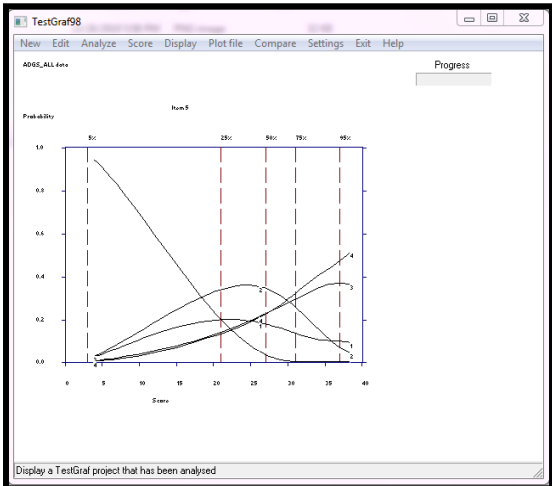 TestGraf98
New Edit Analyze Score Display Plot file Compare Settings Exit Help
ADGS_ALL data
Progress
Item 5
Probability
5% 25% 50% 75% 95%
1.0
0.8
0.6
4
0.4
2
3
0.2
4
1
1
2
0.0
0 5 10 15 20 25 30 35 40
Score
Display a TestGraf project that has been analysed